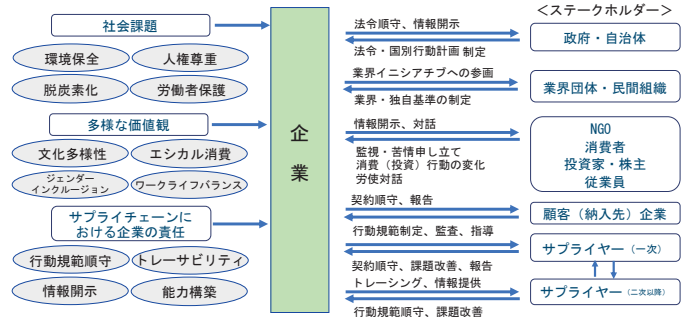 社会課題
環境保全
人権尊重
脱炭素化
労働者保護
多様な価値観
文化多様性
エシカル消費
ジェンダー
インクルージョン
ワークライフバランス
サプライチェーンに
おける企業の責任
行動規範順守
トレーサビリティ
情報開示
能力構築
企
業
<ステークホルダー>
法令順守、情報開示
政府・自治体
法令・国別行動計画 制定
業界イニシアチブへの参画
業界団体・民間組織
業界・独自基準の制定
情報開示、対話
監視・苦情申し立て
消費（投資）行動の変化
労使対話
NGO
消費者
投資家・株主
従業員
契約順守、報告
顧客（納入先）企業
行動規範制定、監査、指導
サプライヤー（一次）
契約順守、課題改善、報告
トレーシング、情報提供
サプライヤー（二次以降）
行動規範順守、課題改善